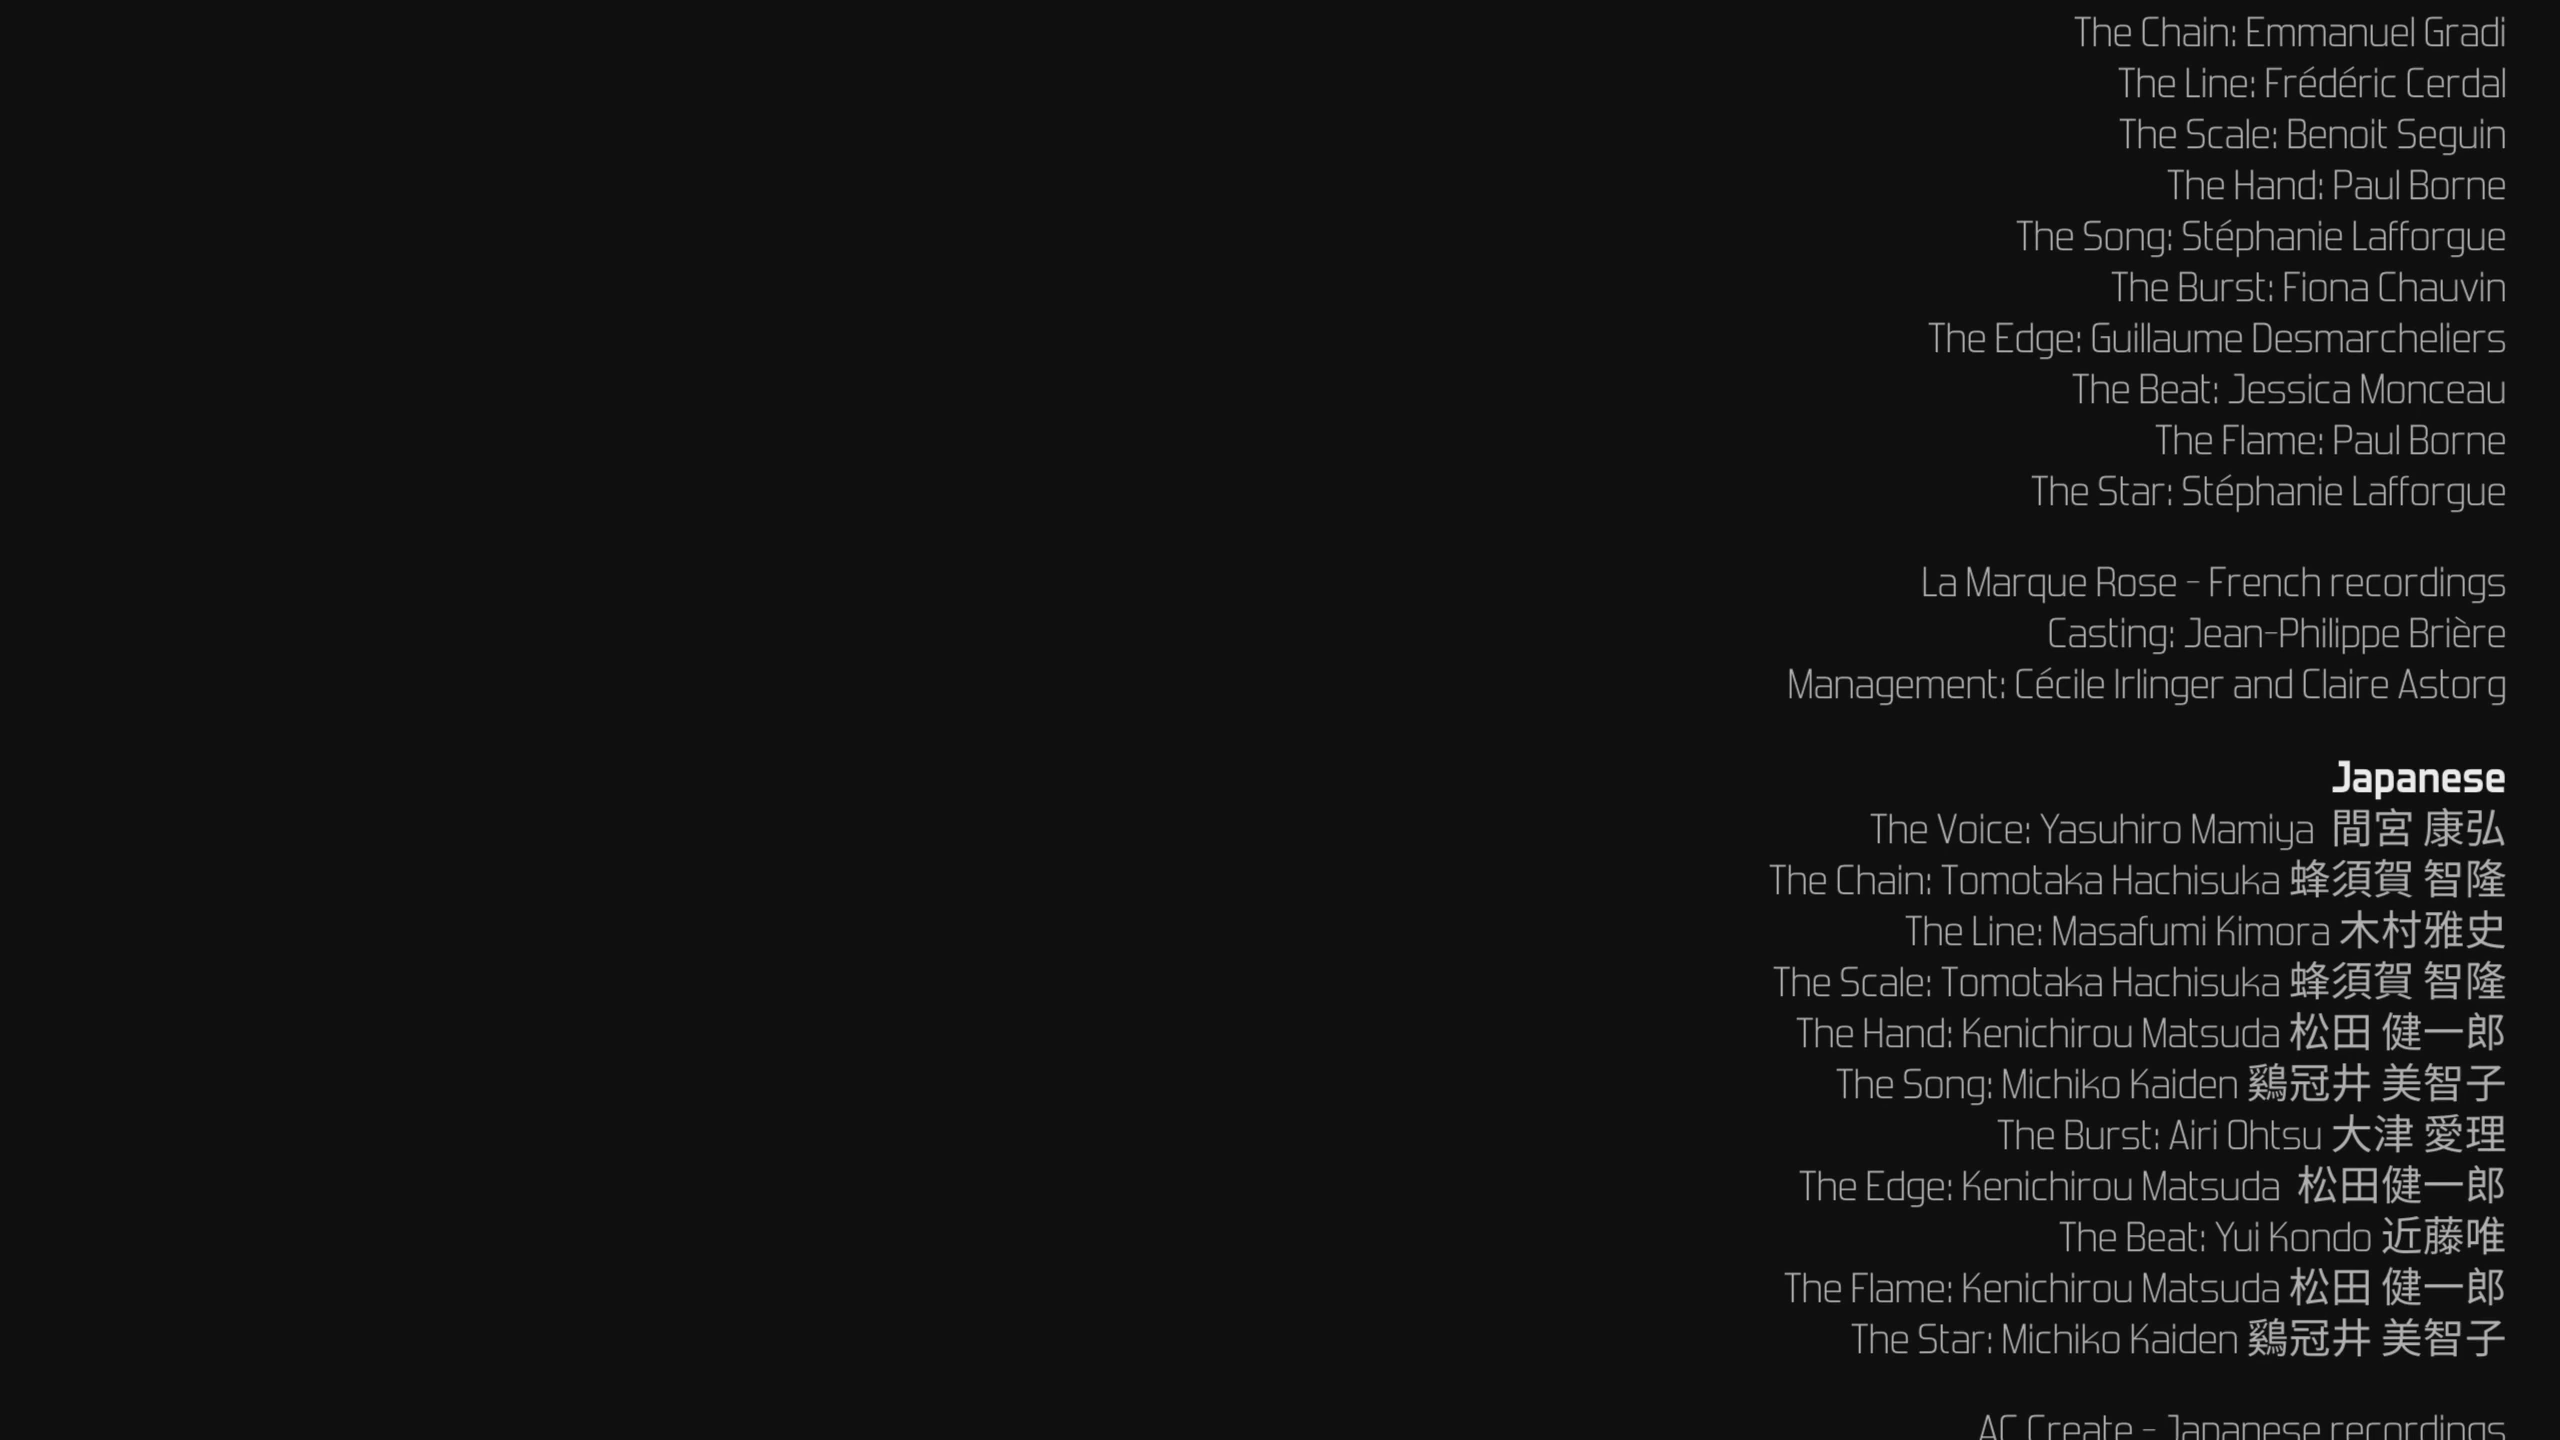 The Chain: Emmanuel Gradi
The Line: Frédéric Cerdal
The Scale: Benoit Seguin
The Hand: Paul Borne
The Song: Stéphanie Lafforgue
The Burst: Fiona Chauvin
The Edge: Guillaume Desmarcheliers
The Beat: Jessica Monceau
The Flame: Paul Borne
The Star: Stéphanie Lafforgue
La Marque Rose - French recordings
Casting: Jean-Philippe Brière
Management: Cécile Irlinger and Claire Astorg
Japanese
The Voice: Yasuhiro Mamiya 間宮 康弘
The Chain: Tomotaka Hachisuka 蜂須賀 智隆
The Line: Masafumi Kimora 木村雅史
The Scale: Tomotaka Hachisuka 蜂須賀 智隆
The Hand: Kenichirou Matsuda 松田 健一郎
The Song: Michiko Kaiden 鷄冠井 美智子
The Burst: Airi Ohtsu 大津 愛理
The Edge: Kenichirou Matsuda 松田健一郎
The Beat: Yui Kondo 近藤唯
The Flame: Kenichirou Matsuda 松田 健一郎
The Star: Michiko Kaiden 鷄冠井 美智子
AC Create - Japanese recordings